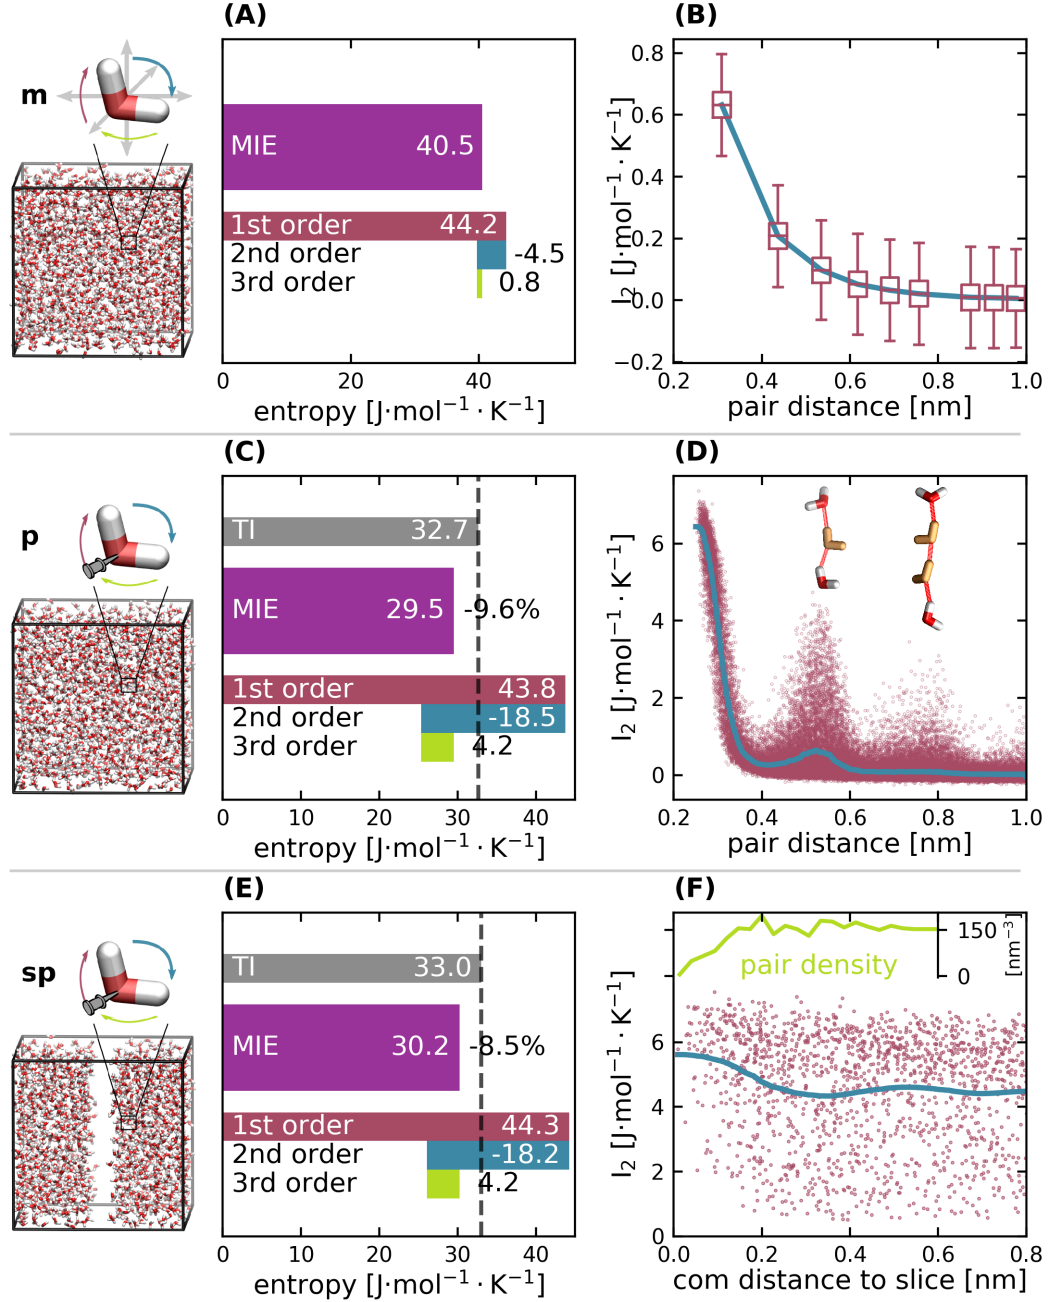 (A)
m
MIE 40.5
1st order 44.2
2nd order -4.5
3rd order 0.8
0 20 40
entropy [J·mol⁻¹ · K⁻¹]
(B)
I₂ [J·mol⁻¹ · K⁻¹]
0.8
0.6
0.4
0.2
0.0
−0.2
0.2 0.4 0.6 0.8 1.0
pair distance [nm]
(C)
p
TI 32.7
MIE 29.5 -9.6%
1st order 43.8
2nd order -18.5
3rd order 4.2
0 10 20 30 40
entropy [J·mol⁻¹ · K⁻¹]
(D)
I₂ [J·mol⁻¹ · K⁻¹]
6
4
2
0
0.2 0.4 0.6 0.8 1.0
pair distance [nm]
(E)
sp
TI 33.0
MIE 30.2 -8.5%
1st order 44.3
2nd order -18.2
3rd order 4.2
0 10 20 30 40
entropy [J·mol⁻¹ · K⁻¹]
(F)
150
0
[nm⁻³]
pair density
I₂ [J·mol⁻¹ · K⁻¹]
6
4
2
0
0.0 0.2 0.4 0.6 0.8
com distance to slice [nm]